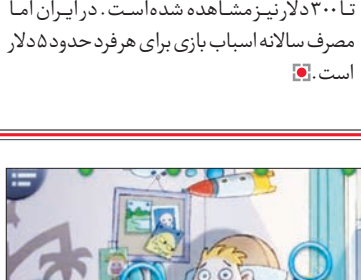 تا ۳۰۰ دلار نیز مشاهده شده است. در ایران اما
مصرف سالانه اسباب بازی برای هر فرد حدود ۵ دلار
است.